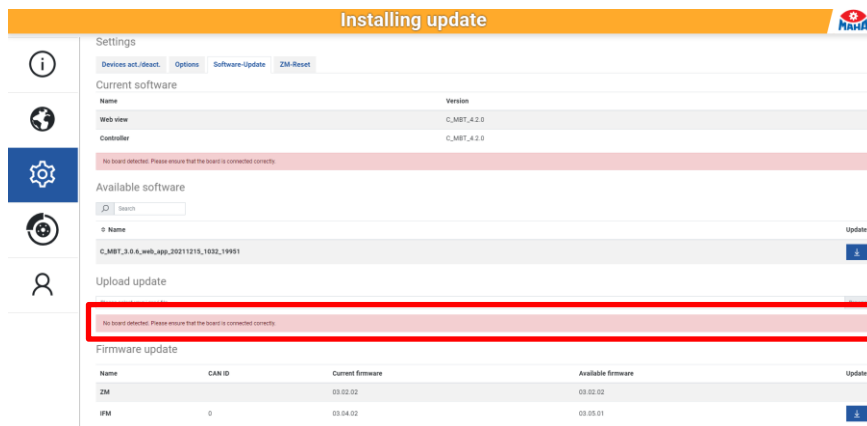 Installing update
MAHA
Settings
Devices act./deact. Options Software-Update ZM-Reset
Current software
Name Version
Web view C_MBT_4.2.0
Controller C_MBT_4.2.0
No board detected. Please ensure that the board is connected correctly.
Available software
Search
Name Update
C_MBT_3.0.6_web_app_20211215_1032_19951
Upload update
No board detected. Please ensure that the board is connected correctly.
Firmware update
Name CAN ID Current firmware Available firmware Update
ZM 03.02.02 03.02.02
IFM 0 03.04.02 03.05.01